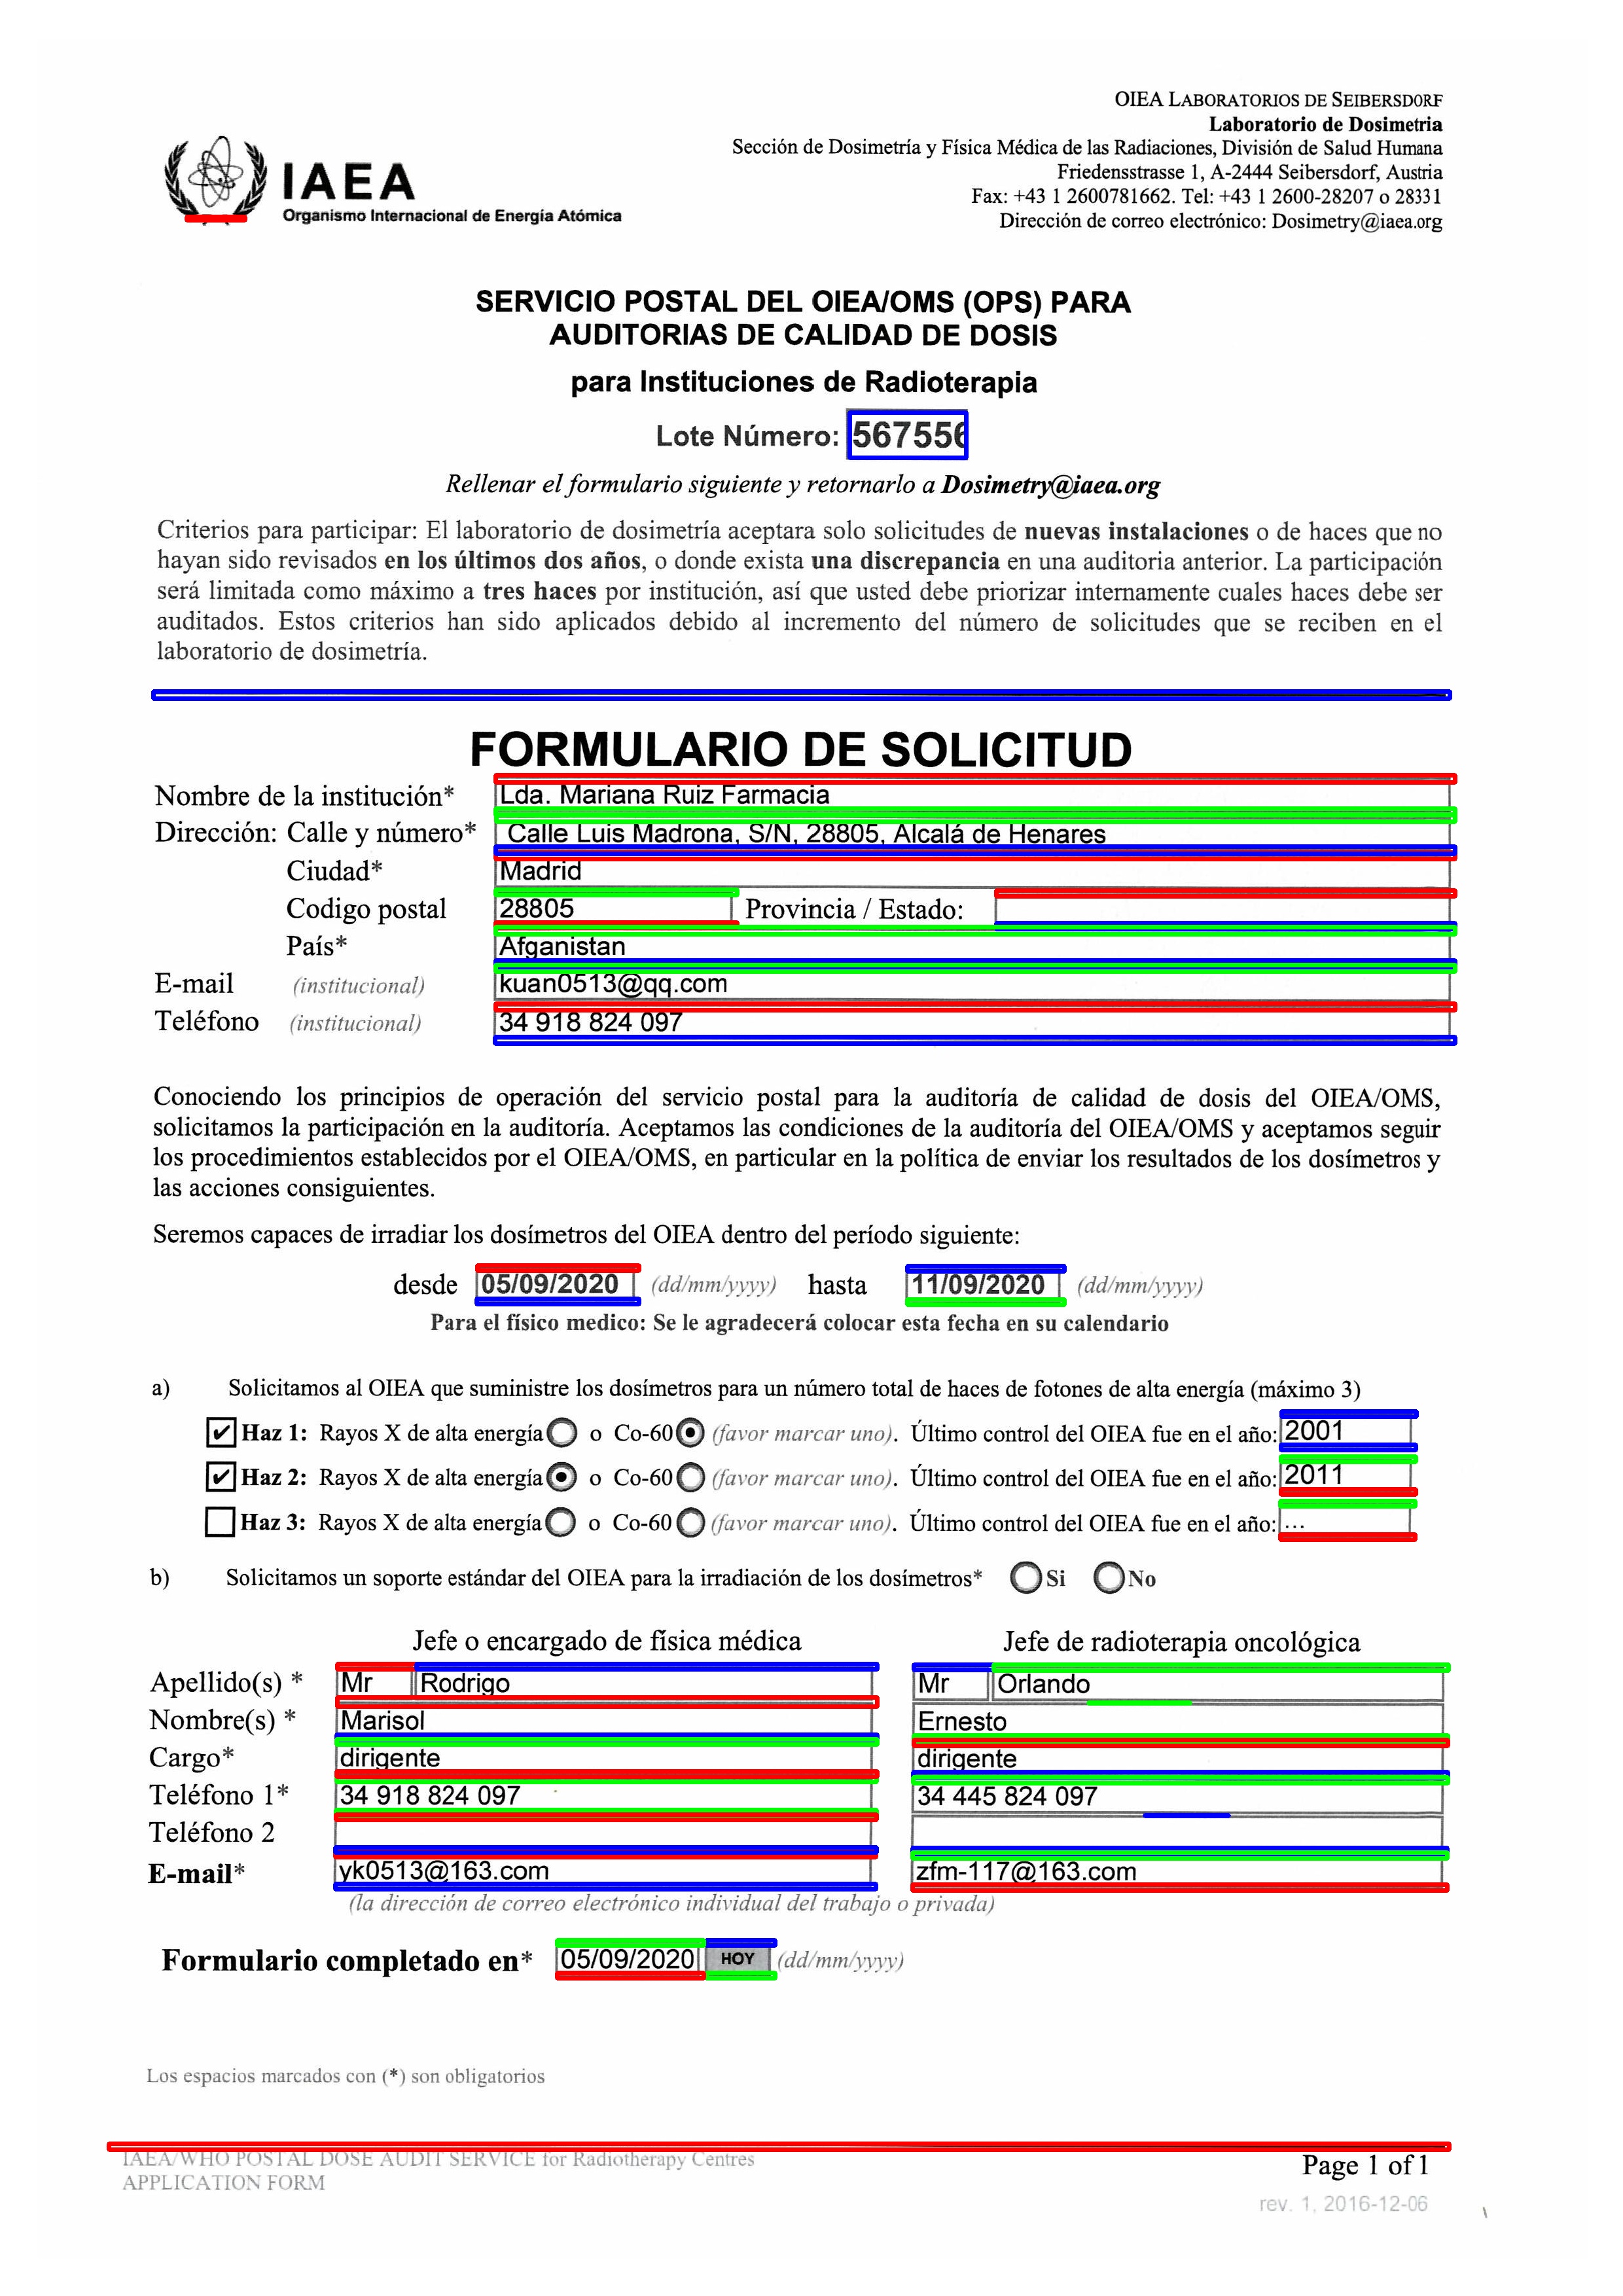 OIEA LABORATORIOS DE SEIBERSDORF
Laboratorio de Dosimetria
Sección de Dosimetría y Física Médica de las Radiaciones, División de Salud Humana
Friedensstrasse 1, A-2444 Seibersdorf, Austria
Fax: +43 1 2600781662. Tel: +43 1 2600-28207 o 28331
Dirección de correo electrónico: Dosimetry@iaea.org
IAEA
Organismo Internacional de Energía Atómica
SERVICIO POSTAL DEL OIEA/OMS (OPS) PARA
AUDITORIAS DE CALIDAD DE DOSIS
para Instituciones de Radioterapia
Lote Número: 567556
Rellenar el formulario siguiente y retornarlo a Dosimetry@iaea.org
Criterios para participar: El laboratorio de dosimetría aceptara solo solicitudes de nuevas instalaciones o de haces que no
hayan sido revisados en los últimos dos años, o donde exista una discrepancia en una auditoria anterior. La participación
será limitada como máximo a tres haces por institución, así que usted debe priorizar internamente cuales haces debe ser
auditados. Estos criterios han sido aplicados debido al incremento del número de solicitudes que se reciben en el
laboratorio de dosimetría.
FORMULARIO DE SOLICITUD
Nombre de la institución* Lda. Mariana Ruiz Farmacia
Dirección: Calle y número* Calle Luis Madrona, S/N, 28805, Alcalá de Henares
Ciudad* Madrid
Codigo postal 28805 Provincia / Estado:
País* Afganistan
E-mail (institucional) kuan0513@qq.com
Teléfono (institucional) 34 918 824 097
Conociendo los principios de operación del servicio postal para la auditoría de calidad de dosis del OIEA/OMS,
solicitamos la participación en la auditoría. Aceptamos las condiciones de la auditoría del OIEA/OMS y aceptamos seguir
los procedimientos establecidos por el OIEA/OMS, en particular en la política de enviar los resultados de los dosímetros y
las acciones consiguientes.
Seremos capaces de irradiar los dosímetros del OIEA dentro del período siguiente:
desde 05/09/2020 (dd/mm/yyyy) hasta 11/09/2020 (dd/mm/yyyy)
Para el físico medico: Se le agradecerá colocar esta fecha en su calendario
a) Solicitamos al OIEA que suministre los dosímetros para un número total de haces de fotones de alta energía (máximo 3)
Haz 1: Rayos X de alta energía o Co-60 (favor marcar uno). Último control del OIEA fue en el año: 2001
Haz 2: Rayos X de alta energía o Co-60 (favor marcar uno). Último control del OIEA fue en el año: 2011
Haz 3: Rayos X de alta energía o Co-60 (favor marcar uno). Último control del OIEA fue en el año: ...
b) Solicitamos un soporte estándar del OIEA para la irradiación de los dosímetros* Si No
Jefe o encargado de física médica Jefe de radioterapia oncológica
Apellido(s) * Mr Rodrigo Mr Orlando
Nombre(s) * Marisol Ernesto
Cargo* dirigente dirigente
Teléfono 1* 34 918 824 097 34 445 824 097
Teléfono 2
E-mail* yk0513@163.com zfm-117@163.com
(la dirección de correo electrónico individual del trabajo o privada)
Formulario completado en* 05/09/2020 HOY (dd/mm/yyyy)
Los espacios marcados con (*) son obligatorios
IAEA/WHO POSTAL DOSE AUDIT SERVICE for Radiotherapy Centres
APPLICATION FORM
Page 1 of 1
rev. 1, 2016-12-06